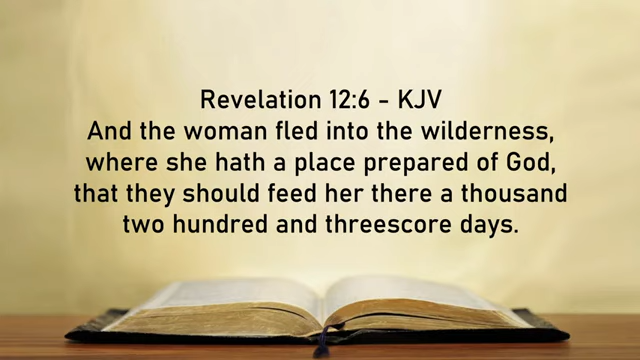 Revelation 12:6 - KJV
And the woman fled into the wilderness,
where she hath a place prepared of God,
that they should feed her there a thousand
two hundred and threescore days.